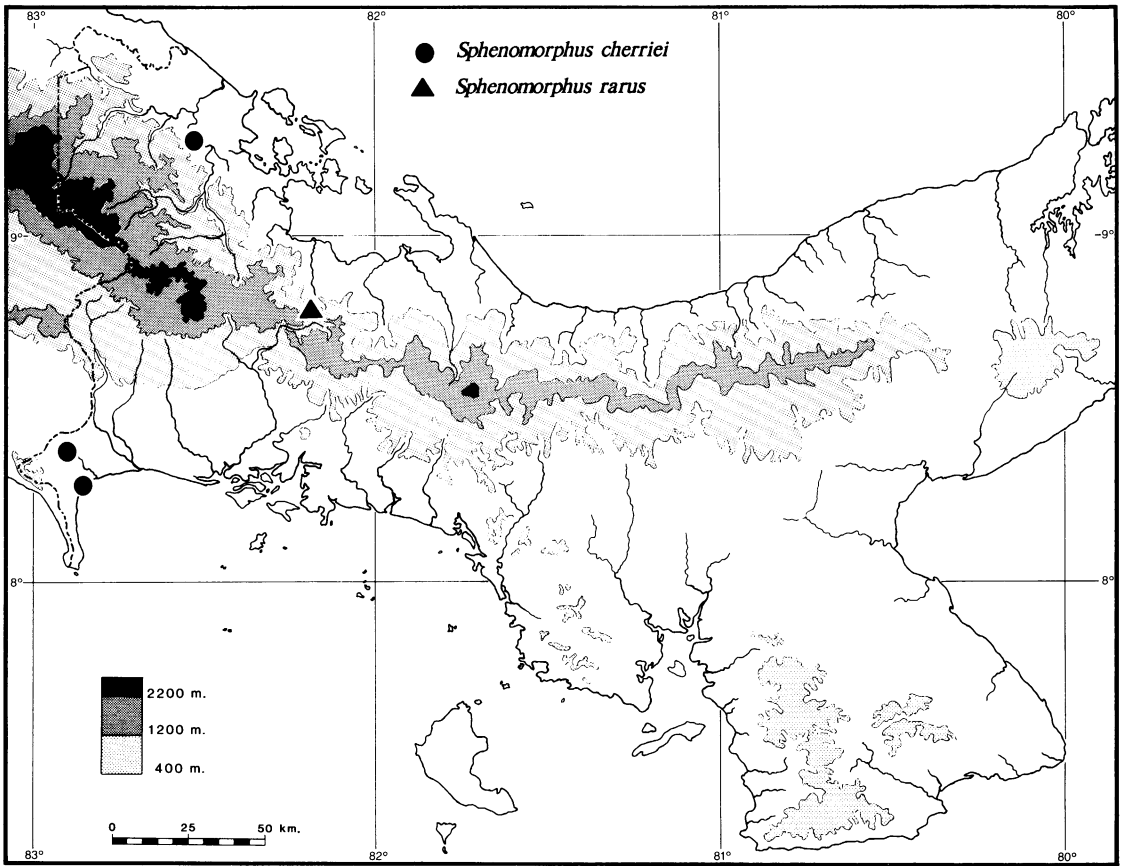 83° 82° 81° 80°
Sphenomorphus cherriei
Sphenomorphus rarus
9° 9°
8° 8°
2200 m.
1200 m.
400 m.
0 25 50 km.
83° 82° 81° 80°